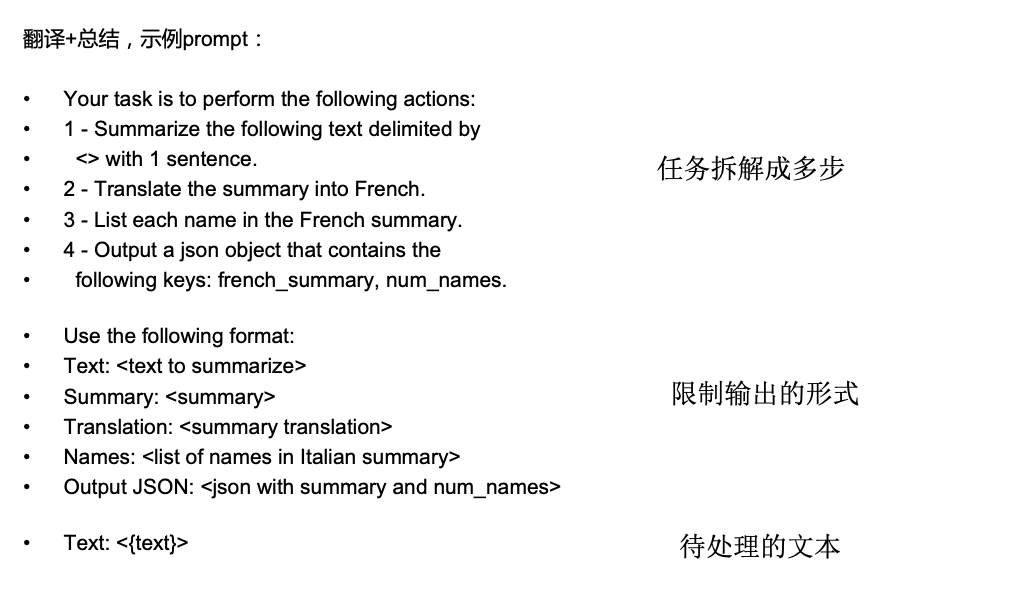 翻译+总结，示例prompt：
• Your task is to perform the following actions:
• 1 - Summarize the following text delimited by
• <> with 1 sentence.
任务拆解成多步
• 2 - Translate the summary into French.
• 3 - List each name in the French summary.
• 4 - Output a json object that contains the
• following keys: french_summary, num_names.
• Use the following format:
• Text: <text to summarize>
• Summary: <summary>
限制输出的形式
• Translation: <summary translation>
• Names: <list of names in Italian summary>
• Output JSON: <json with summary and num_names>
• Text: <{text}>
待处理的文本